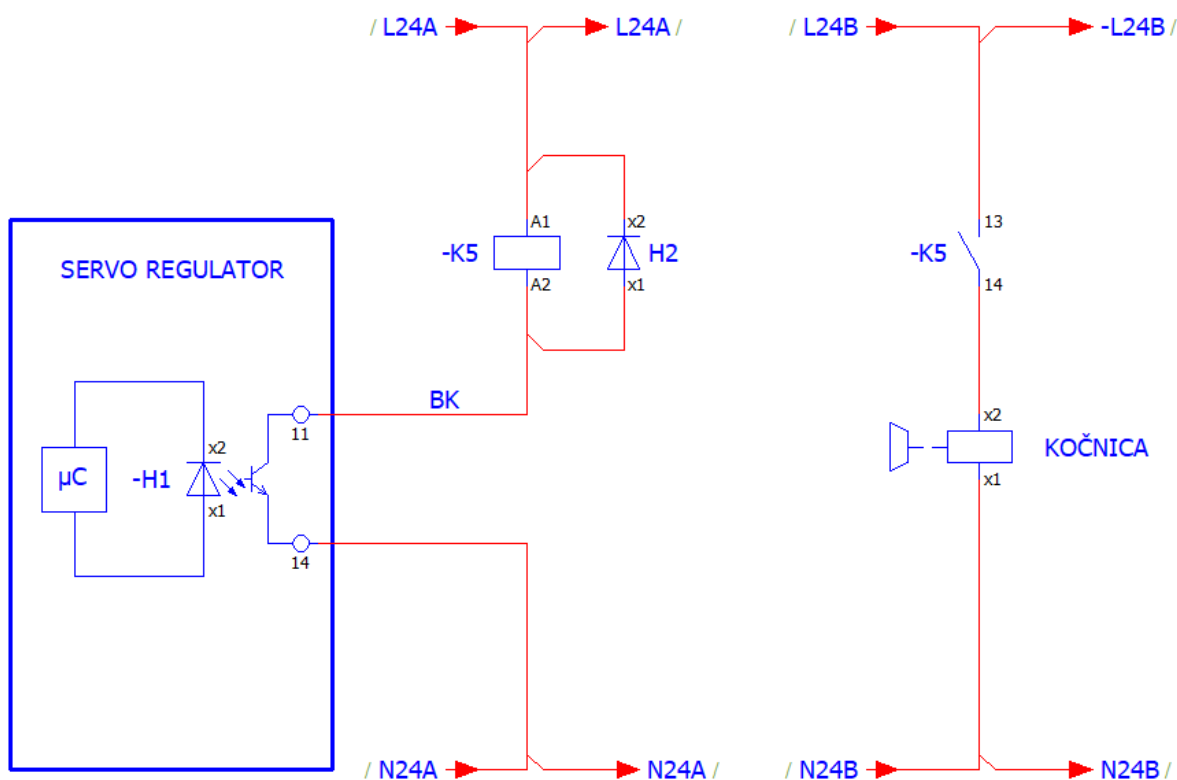 / L24A
L24A /
/ L24B
-L24B /
A1
x2
13
-K5
H2
-K5
A2
x1
14
SERVO REGULATOR
BK
11
x2
µC
-H1
x1
14
x2
KOČNICA
x1
/ N24A
N24A /
/ N24B
N24B /